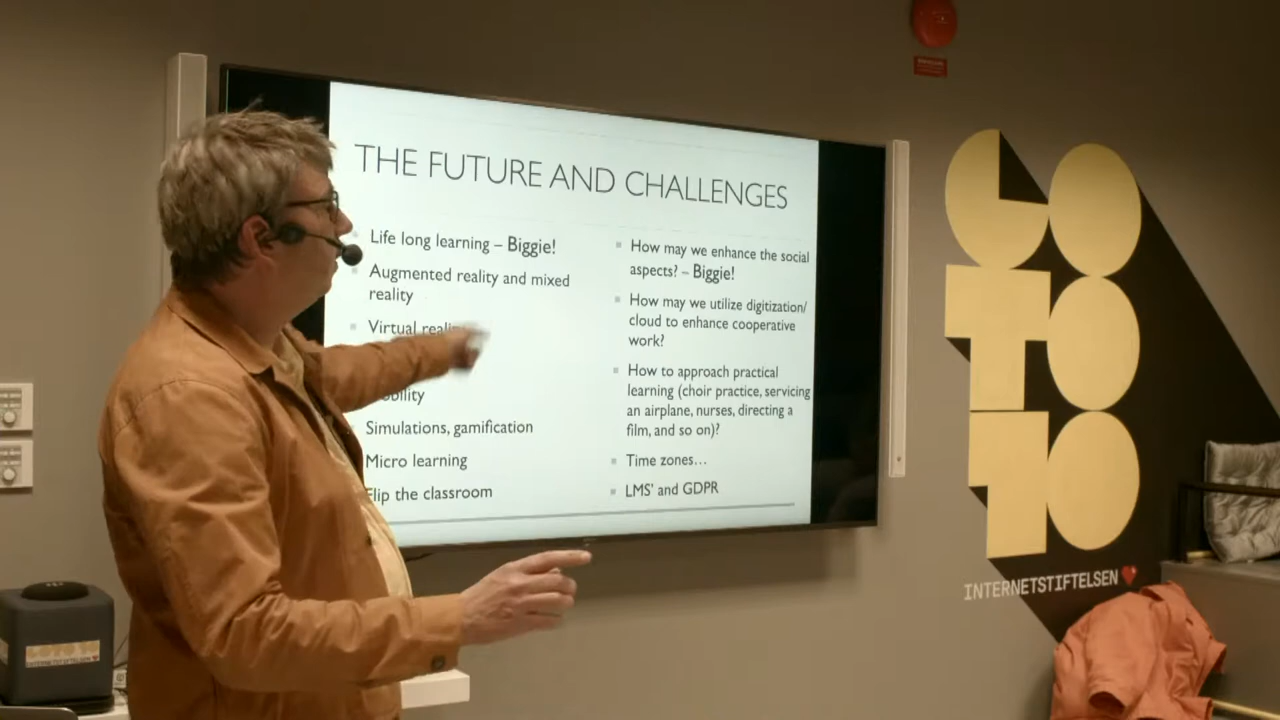 THE FUTURE AND CHALLENGES
Life long learning – Biggie!
Augmented reality and mixed
reality
Virtual
Simulations, gamification
Micro learning
Flip the classroom
How may we enhance the social
aspects? – Biggie!
How may we utilize digitization/
cloud to enhance cooperative
work?
How to approach practical
learning (choir practice, servicing
an airplane, nurses, directing a
film, and so on)?
Time zones...
LMS' and GDPR
GOTO 10
INTERNETSTIFTELSEN
INTERNETSTIFTELSEN